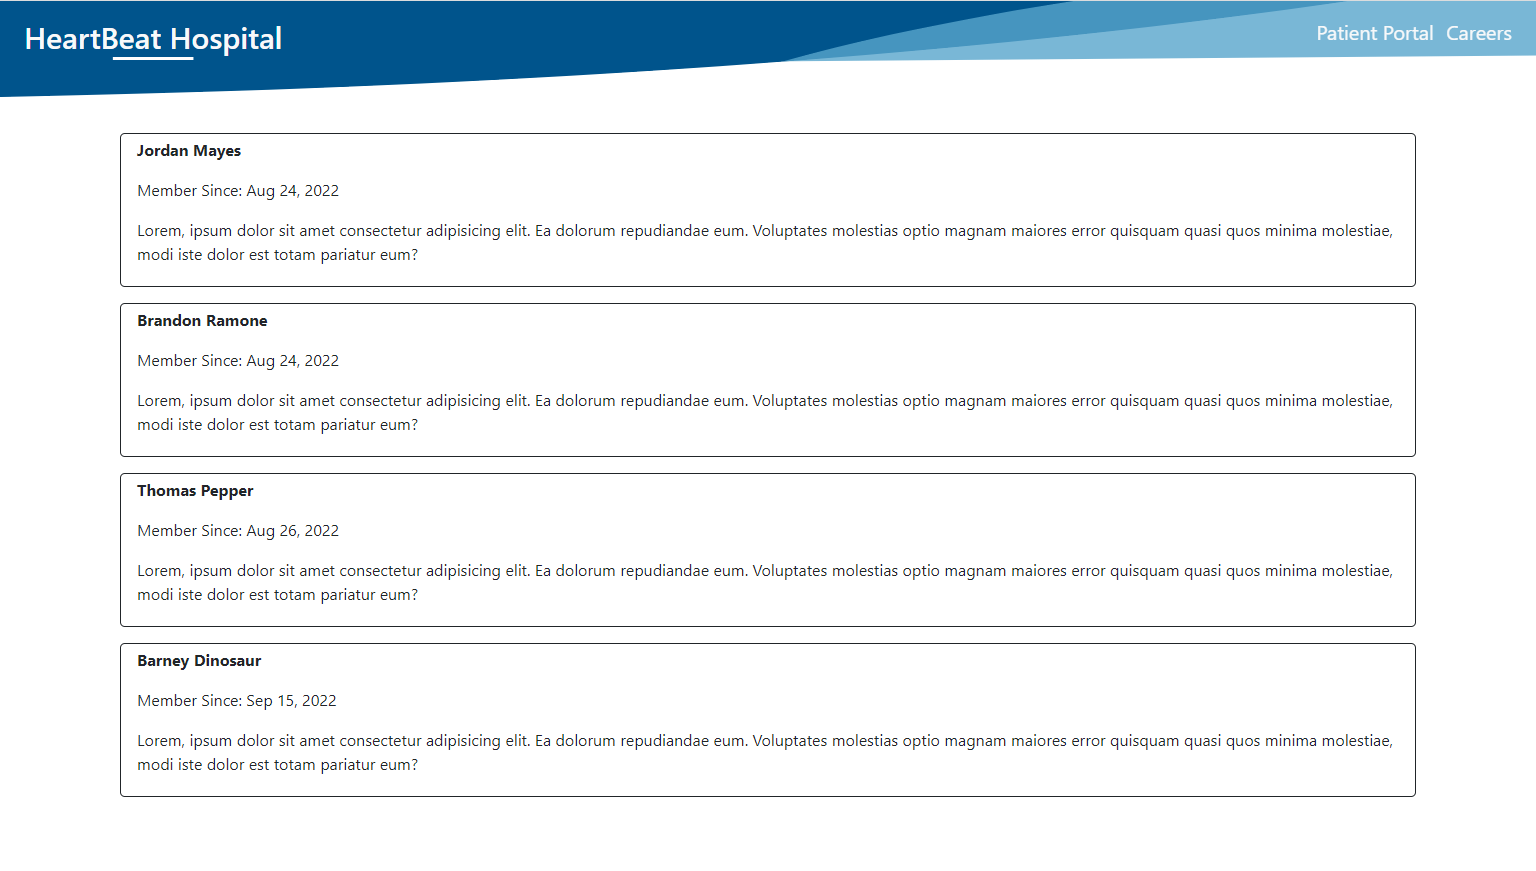 HeartBeat Hospital
Patient Portal Careers
Jordan Mayes
Member Since: Aug 24, 2022
Lorem, ipsum dolor sit amet consectetur adipisicing elit. Ea dolorum repudiandae eum. Voluptates molestias optio magnam maiores error quisquam quasi quos minima molestiae,
modi iste dolor est totam pariatur eum?
Brandon Ramone
Member Since: Aug 24, 2022
Lorem, ipsum dolor sit amet consectetur adipisicing elit. Ea dolorum repudiandae eum. Voluptates molestias optio magnam maiores error quisquam quasi quos minima molestiae,
modi iste dolor est totam pariatur eum?
Thomas Pepper
Member Since: Aug 26, 2022
Lorem, ipsum dolor sit amet consectetur adipisicing elit. Ea dolorum repudiandae eum. Voluptates molestias optio magnam maiores error quisquam quasi quos minima molestiae,
modi iste dolor est totam pariatur eum?
Barney Dinosaur
Member Since: Sep 15, 2022
Lorem, ipsum dolor sit amet consectetur adipisicing elit. Ea dolorum repudiandae eum. Voluptates molestias optio magnam maiores error quisquam quasi quos minima molestiae,
modi iste dolor est totam pariatur eum?